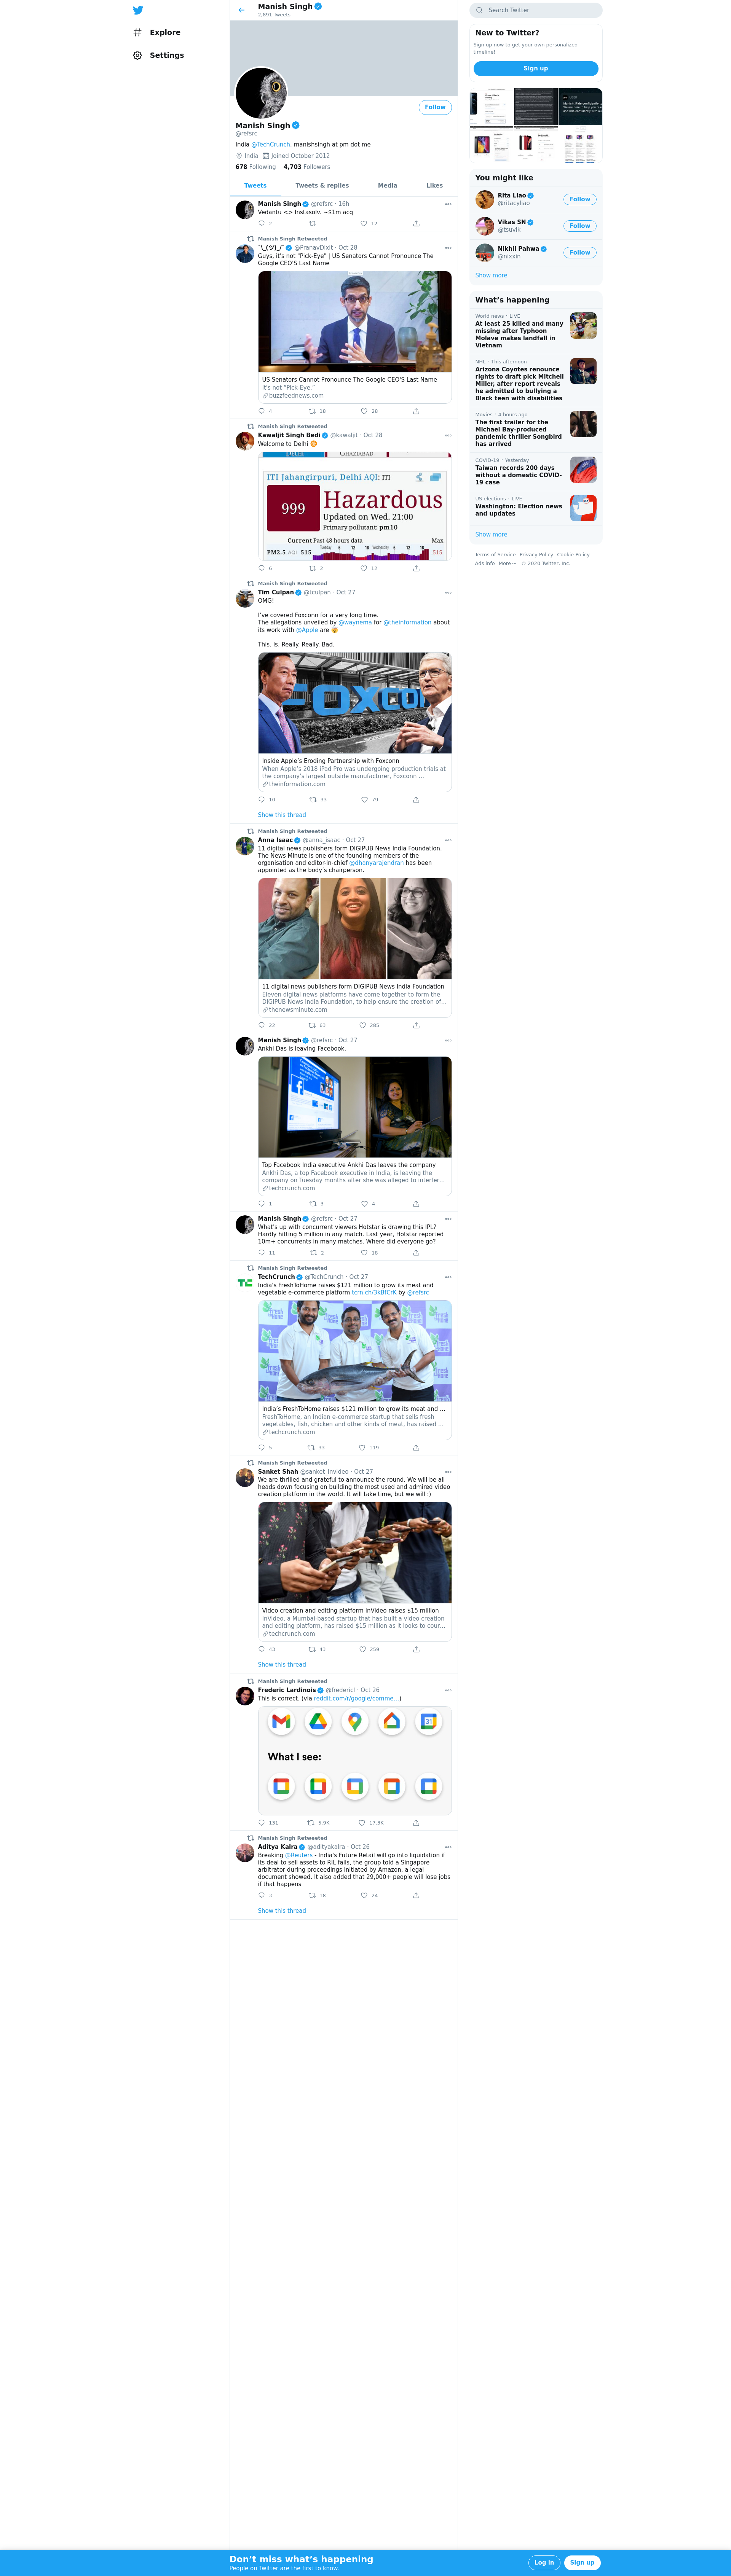 Explore
Settings
Manish Singh
2,891 Tweets
Follow
Manish Singh
@refsrc
India @TechCrunch. manishsingh at pm dot me
India Joined October 2012
678 Following 4,703 Followers
Tweets Tweets & replies Media Likes
Manish Singh @refsrc · 16h
Vedantu <> Instasolv. ~$1m acq
2 12
Manish Singh Retweeted
¯\_(ツ)_/¯ @PranavDixit · Oct 28
Guys, it's not "Pick-Eye" | US Senators Cannot Pronounce The
Google CEO'S Last Name
US Senators Cannot Pronounce The Google CEO'S Last Name
It's not "Pick-Eye."
buzzfeednews.com
4 18 28
Manish Singh Retweeted
Kawaljit Singh Bedi @kawaljit · Oct 28
Welcome to Delhi
DELHI GHAZIABAD
ITI Jahangirpuri, Delhi AQI: ITI
999
Hazardous
Updated on Wed. 21:00
Primary pollutant: pm10
Current Past 48 hours data Max
PM2.5 AQI 515 515
6 2 12
Manish Singh Retweeted
Tim Culpan @tculpan · Oct 27
OMG!
I've covered Foxconn for a very long time.
The allegations unveiled by @waynema for @theinformation about
its work with @Apple are 😮
This. Is. Really. Really. Bad.
FOXCONN
Inside Apple's Eroding Partnership with Foxconn
When Apple's 2018 iPad Pro was undergoing production trials at
the company's largest outside manufacturer, Foxconn ...
theinformation.com
10 33 79
Show this thread
Manish Singh Retweeted
Anna Isaac @anna_isaac · Oct 27
11 digital news publishers form DIGIPUB News India Foundation.
The News Minute is one of the founding members of the
organisation and editor-in-chief @dhanyarajendran has been
appointed as the body's chairperson.
11 digital news publishers form DIGIPUB News India Foundation
Eleven digital news platforms have come together to form the
DIGIPUB News India Foundation, to help ensure the creation of...
thenewsminute.com
22 63 285
Manish Singh @refsrc · Oct 27
Ankhi Das is leaving Facebook.
Top Facebook India executive Ankhi Das leaves the company
Ankhi Das, a top Facebook executive in India, is leaving the
company on Tuesday months after she was alleged to interfer...
techcrunch.com
1 3 4
Manish Singh @refsrc · Oct 27
What's up with concurrent viewers Hotstar is drawing this IPL?
Hardly hitting 5 million in any match. Last year, Hotstar reported
10m+ concurrents in many matches. Where did everyone go?
11 2 16
Manish Singh Retweeted
TechCrunch @TechCrunch · Oct 27
India's FreshToHome raises $121 million to grow its meat and
vegetable e-commerce platform tcrn.ch/3kBfCrK by @refsrc
India's FreshToHome raises $121 million to grow its meat and ...
FreshToHome, an Indian e-commerce startup that sells fresh
vegetables, fish, chicken and other kinds of meat, has raised ...
techcrunch.com
5 33 119
Manish Singh Retweeted
Sanket Shah @sanket_invideo · Oct 27
We are thrilled and grateful to announce the round. We will be all
heads down focusing on building the most used and admired video
creation platform in the world. It will take time, but we will :)
Video creation and editing platform InVideo raises $15 million
InVideo, a Mumbai-based startup that has built a video creation
and editing platform, has raised $15 million as it looks to cour...
techcrunch.com
43 43 259
Show this thread
Manish Singh Retweeted
Frederic Lardinois @fredericl · Oct 26
This is correct. (via reddit.com/r/google/comme...)
31
What I see:
131 5.9K 17.3K
Manish Singh Retweeted
Aditya Kalra @adityakalra · Oct 26
Breaking @Reuters - India's Future Retail will go into liquidation if
its deal to sell assets to RIL fails, the group told a Singapore
arbitrator during proceedings initiated by Amazon, a legal
document showed. It also added that 29,000+ people will lose jobs
if that happens
3 18 24
Show this thread
Search Twitter
New to Twitter?
Sign up now to get your own personalized
timeline!
Sign up
You might like
Rita Liao
@ritacyliao
Follow
Vikas SN
@tsuvik
Follow
Nikhil Pahwa
@nixxin
Follow
Show more
What's happening
World news · LIVE
At least 25 killed and many
missing after Typhoon
Molave makes landfall in
Vietnam
NHL · This afternoon
Arizona Coyotes renounce
rights to draft pick Mitchell
Miller, after report reveals
he admitted to bullying a
Black teen with disabilities
Movies · 4 hours ago
The first trailer for the
Michael Bay-produced
pandemic thriller Songbird
has arrived
COVID-19 · Yesterday
Taiwan records 200 days
without a domestic COVID-
19 case
US elections · LIVE
Washington: Election news
and updates
Show more
Terms of Service Privacy Policy Cookie Policy
Ads info More © 2020 Twitter, Inc.
Don't miss what's happening
People on Twitter are the first to know.
Log in Sign up